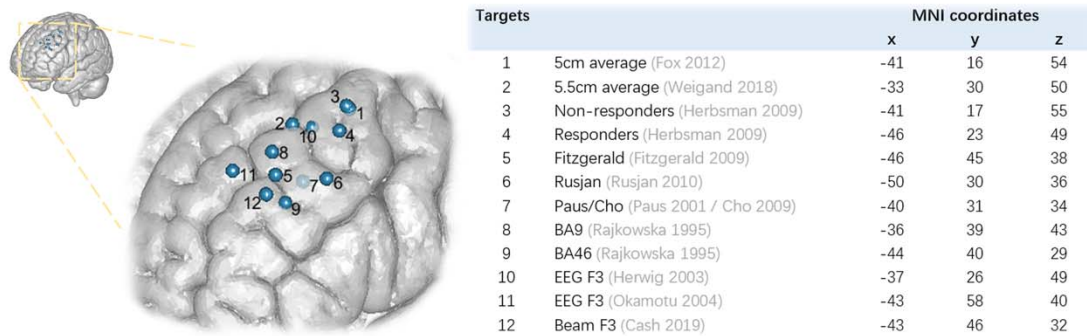 3
1
2
10
4
8
11
5
7
6
12
9
Targets MNI coordinates
x y z
1 5cm average (Fox 2012) -41 16 54
2 5.5cm average (Weigand 2018) -33 30 50
3 Non-responders (Herbsman 2009) -41 17 55
4 Responders (Herbsman 2009) -46 23 49
5 Fitzgerald (Fitzgerald 2009) -46 45 38
6 Rusjan (Rusjan 2010) -50 30 36
7 Paus/Cho (Paus 2001 / Cho 2009) -40 31 34
8 BA9 (Rajkowska 1995) -36 39 43
9 BA46 (Rajkowska 1995) -44 40 29
10 EEG F3 (Herwig 2003) -37 26 49
11 EEG F3 (Okamotu 2004) -43 58 40
12 Beam F3 (Cash 2019) -43 46 32